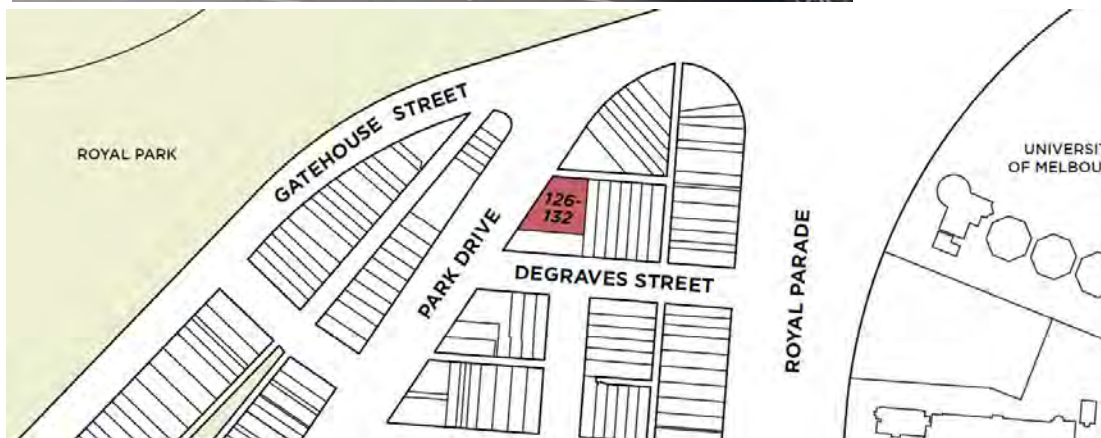 GATEHOUSE STREET
ROYAL PARK
UNIVERSIT
OF MELBOU
126-
132
PARK DRIVE
DEGRAVES STREET
ROYAL PARADE